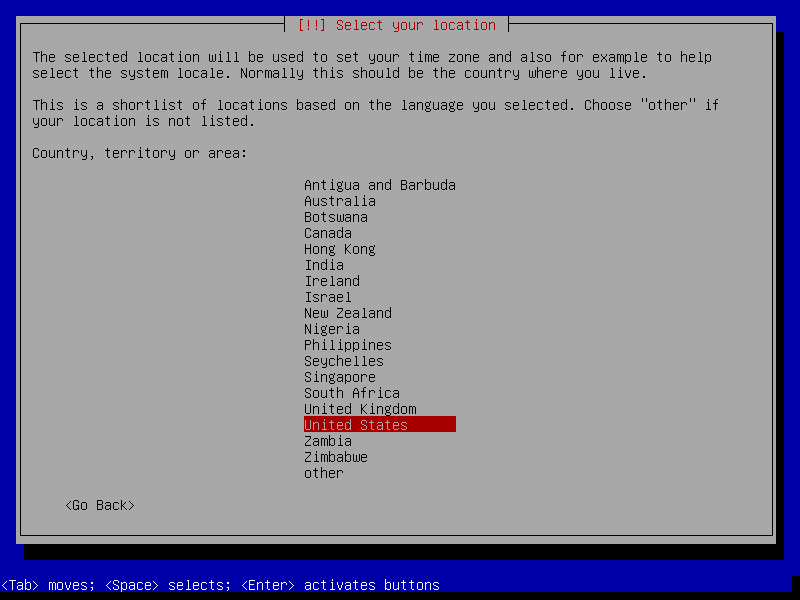 [!!] Select your location
The selected location will be used to set your time zone and also for example to help
select the system locale. Normally this should be the country where you live.
This is a shortlist of locations based on the language you selected. Choose "other" if
your location is not listed.
Country, territory or area:
Antigua and Barbuda
Australia
Botswana
Canada
Hong Kong
India
Ireland
Israel
New Zealand
Nigeria
Philippines
Seychelles
Singapore
South Africa
United Kingdom
United States
Zambia
Zimbabwe
other
<Go Back>
<Tab> moves; <Space> selects; <Enter> activates buttons